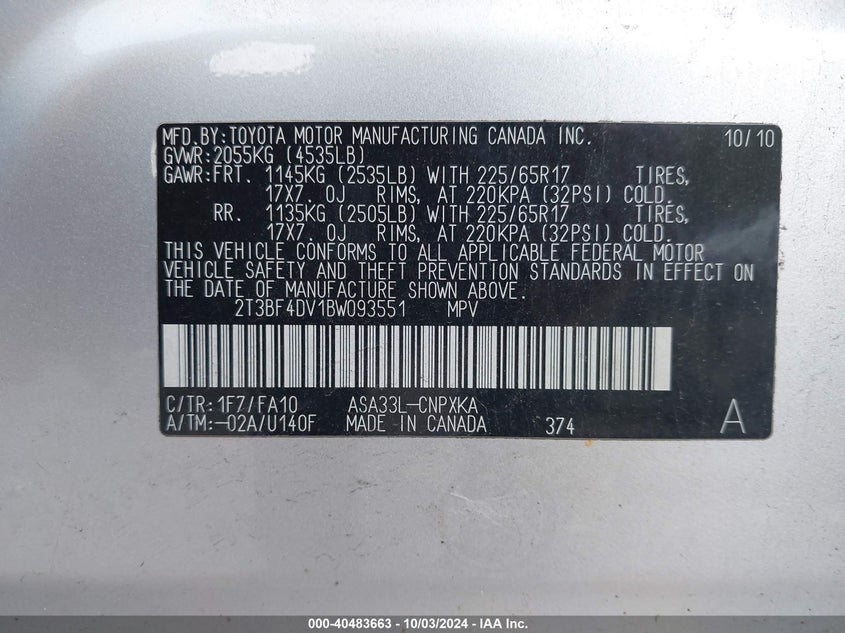 MFD.BY:TOYOTA MOTOR MANUFACTURING CANADA INC. 10/10
GVWR:2055KG (4535LB)
GAWR:FRT. 1145KG (2535LB) WITH 225/65R17 TIRES,
17X7. 0J RIMS, AT 220KPA (32PSI) COLD.
RR. 1135KG (2505LB) WITH 225/65R17 TIRES,
17X7. 0J RIMS, AT 220KPA (32PSI) COLD.
THIS VEHICLE CONFORMS TO ALL APPLICABLE FEDERAL MOTOR
VEHICLE SAFETY AND THEFT PREVENTION STANDARDS IN EFFECT ON
THE DATE OF MANUFACTURE SHOWN ABOVE.
2T3BF4DV1BW093551 MPV
C/TR:1F7/FA10 ASA33L-CNPXKA
A/TM:-02A/U140F MADE IN CANADA 374 A
000-40483663 - 10/03/2024 - IAA Inc.